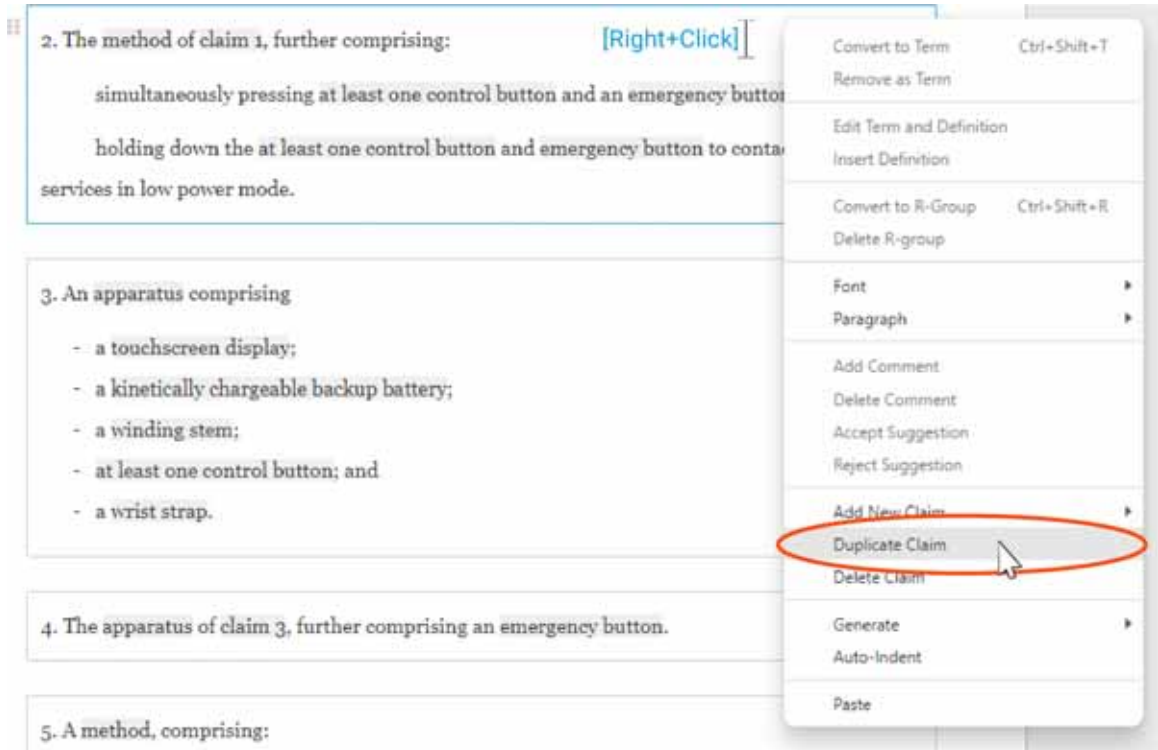 2. The method of claim 1, further comprising:
[Right+Click]
simultaneously pressing at least one control button and an emergency button
holding down the at least one control button and emergency button to
services in low power mode.
3. An apparatus comprising
- a touchscreen display;
- a kinetically chargeable backup battery;
- a winding stem;
- at least one control button; and
- a wrist strap.
4. The apparatus of claim 3, further comprising an emergency button.
5. A method, comprising:
Convert to Term Ctrl+Shift+T
Remove as Term
Edit Term and Definition
Insert Definition
Convert to R-Group Ctrl+Shift+R
Delete R-group
Font
Paragraph
Add Comment
Delete Comment
Accept Suggestion
Reject Suggestion
Add New Claim
Duplicate Claim
Delete Claim
Generate
Auto-Indent
Paste